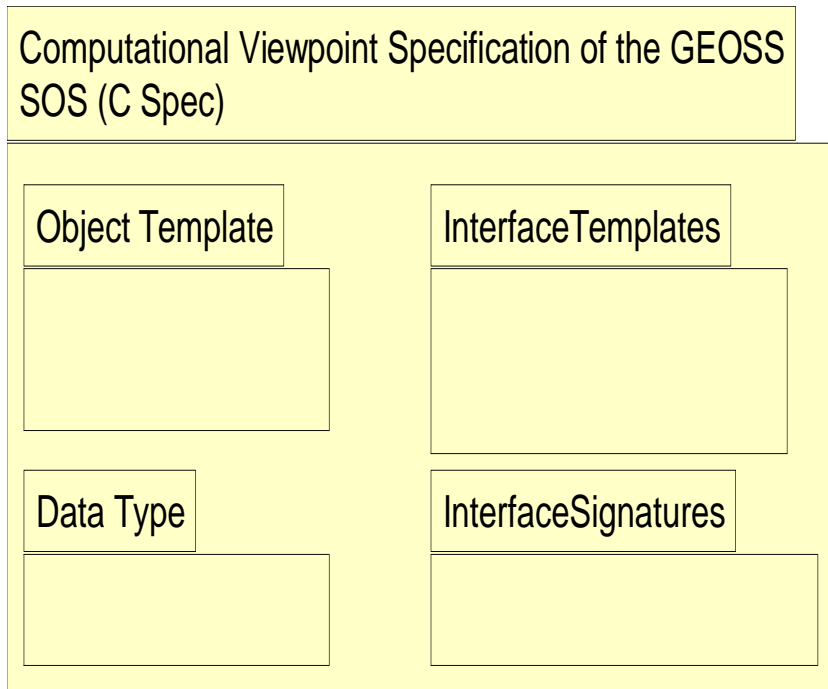 Computational Viewpoint Specification of the GEOSS
SOS (C Spec)
Object Template
InterfaceTemplates
Data Type
InterfaceSignatures